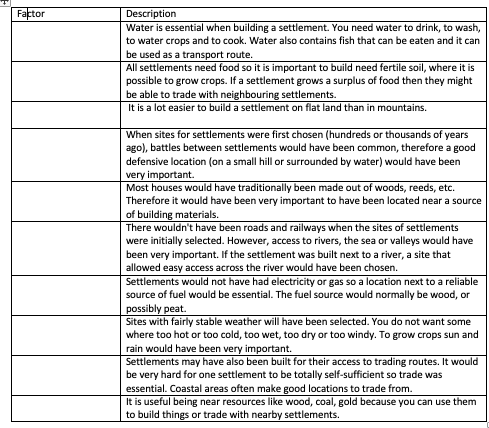 Factor Description
Water is essential when building a settlement. You need water to drink, to wash,
to water crops and to cook. Water also contains fish that can be eaten and it can
be used as a transport route.
All settlements need food so it is important to build need fertile soil, where it is
possible to grow crops. If a settlement grows a surplus of food then they might
be able to trade with neighbouring settlements.
It is a lot easier to build a settlement on flat land than in mountains.
When sites for settlements were first chosen (hundreds or thousands of years
ago), battles between settlements would have been common, therefore a good
defensive location (on a small hill or surrounded by water) would have been
very important.
Most houses would have traditionally been made out of woods, reeds, etc.
Therefore it would have been very important to have been located near a source
of building materials.
There wouldn't have been roads and railways when the sites of settlements
were initially selected. However, access to rivers, the sea or valleys would have
been very important. If the settlement was built next to a river, a site that
allowed easy access across the river would have been chosen.
Settlements would not have had electricity or gas so a location next to a reliable
source of fuel would be essential. The fuel source would normally be wood, or
possibly peat.
Sites with fairly stable weather will have been selected. You do not want some
where too hot or too cold, too wet, too dry or too windy. To grow crops sun and
rain would have been very important.
Settlements may have also been built for their access to trading routes. It would
be very hard for one settlement to be totally self-sufficient so trade was
essential. Coastal areas often make good locations to trade from.
It is useful being near resources like wood, coal, gold because you can use them
to build things or trade with nearby settlements.